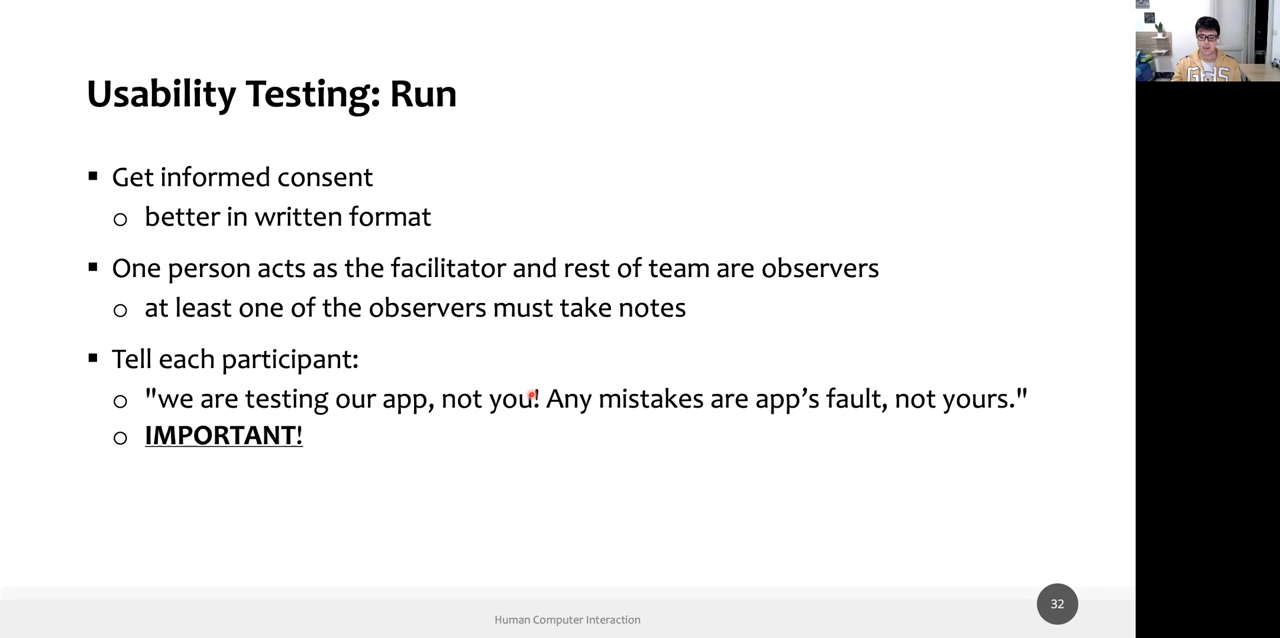 Usability Testing: Run
▪ Get informed consent
o better in written format
▪ One person acts as the facilitator and rest of team are observers
o at least one of the observers must take notes
▪ Tell each participant:
o "we are testing our app, not you! Any mistakes are app’s fault, not yours."
o IMPORTANT!
32
Human Computer Interaction